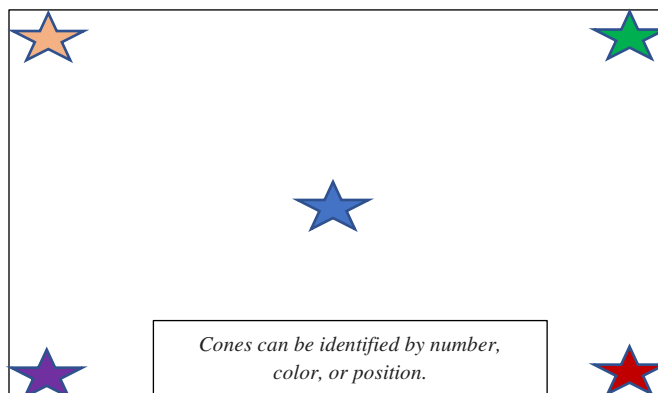 Cones can be identified by number,
color, or position.